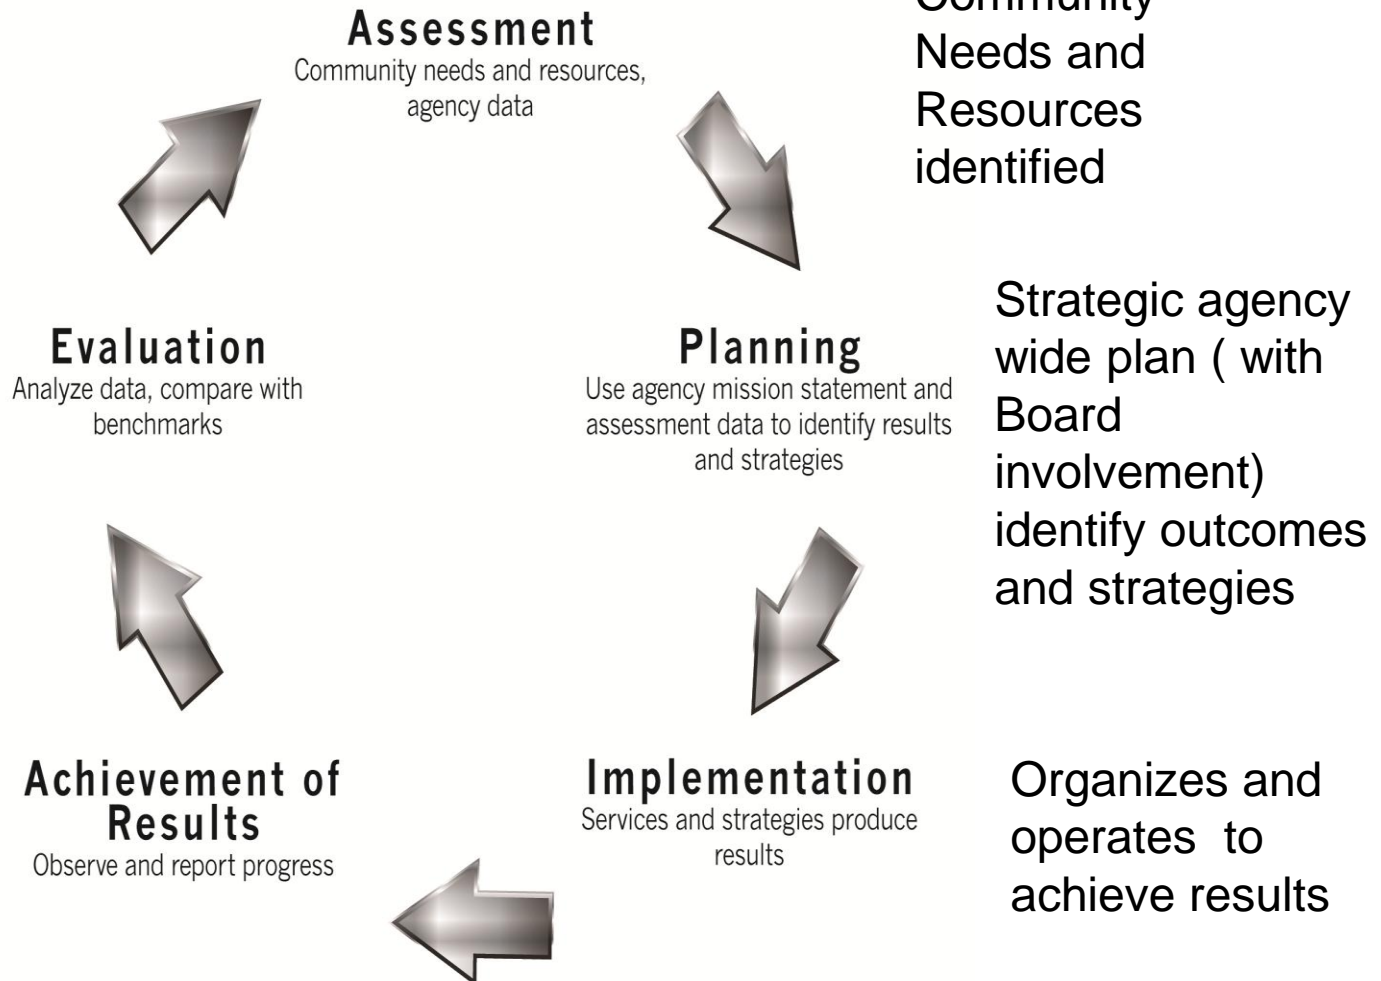 Assessment
Community needs and resources,
agency data
Community
Needs and
Resources
identified
Evaluation
Analyze data, compare with
benchmarks
Planning
Use agency mission statement and
assessment data to identify results
and strategies
Strategic agency
wide plan ( with
Board
involvement)
identify outcomes
and strategies
Achievement of
Results
Observe and report progress
Implementation
Services and strategies produce
results
Organizes and
operates  to
achieve results